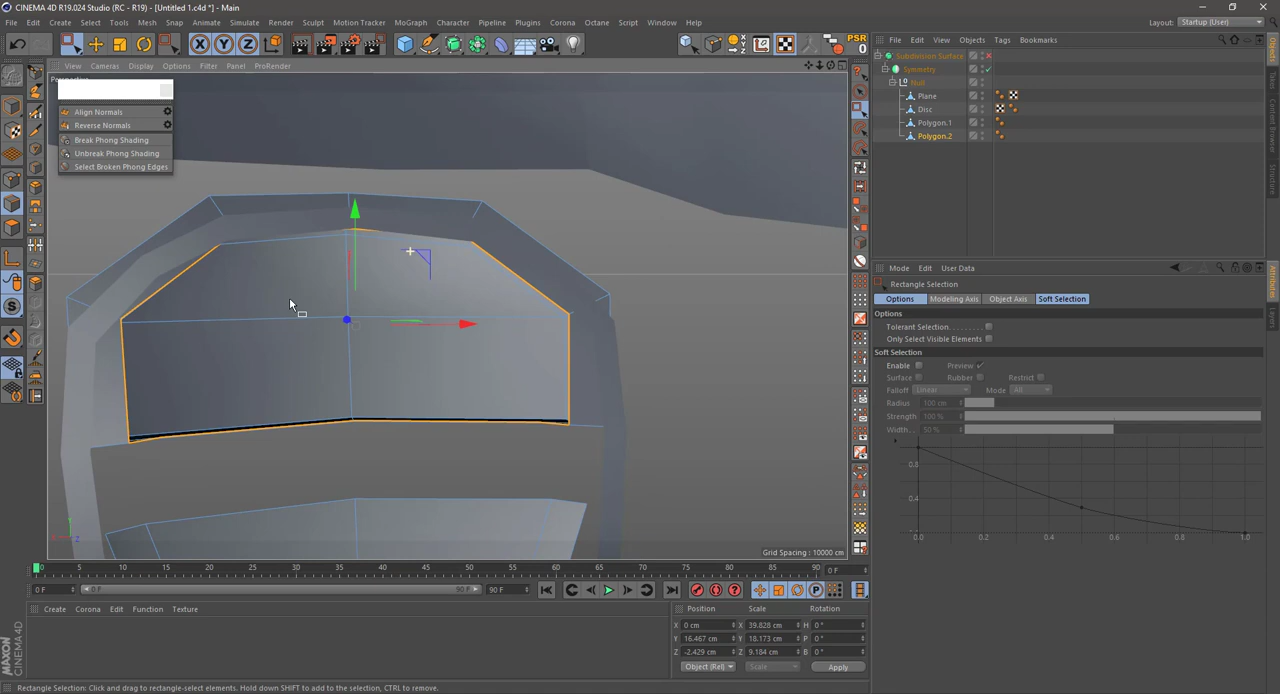 CINEMA 4D R19.024 Studio (RC - R19) - [Untitled 1.c4d *] - Main
File Edit Create Select Tools Mesh Snap Animate Simulate Render Sculpt Motion Tracker MoGraph Character Pipeline Plugins Corona Octane Script Window Help
Layout: Startup (User)
PSR
0
View Cameras Display Options Filter Panel ProRender
File Edit View Objects Tags Bookmarks
Align Normals
Reverse Normals
Break Phong Shading
Unbreak Phong Shading
Select Broken Phong Edges
Subdivision Surface
Symmetry
Null
Plane
Disc
Polygon.1
Polygon.2
Objects
Takes
Content Browser
Structure
Mode Edit User Data
Rectangle Selection
Options Modeling Axis Object Axis Soft Selection
Options
Tolerant Selection
Only Select Visible Elements
Soft Selection
Enable Preview
Surface Rubber Restrict
Falloff Linear Mode All
Radius 100 cm
Strength 100 %
Width... 50 %
0.8
0.4
0.0 0.2 0.4 0.6 0.8 1.0
Attributes
Layers
Grid Spacing : 10000 cm
0 5 10 15 20 25 30 35 40 45 50 55 60 65 70 75 80 85 90 0 F
0 F 0 F 90 F 90 F
Create Corona Edit Function Texture
Position Scale Rotation
X 0 cm X 39.828 cm H 0 °
Y 16.467 cm Y 18.173 cm P 0 °
Z -2.429 cm Z 9.184 cm B 0 °
Object (Rel) Scale Apply
MAXON
CINEMA 4D
Rectangle Selection: Click and drag to rectangle-select elements. Hold down SHIFT to add to the selection, CTRL to remove.